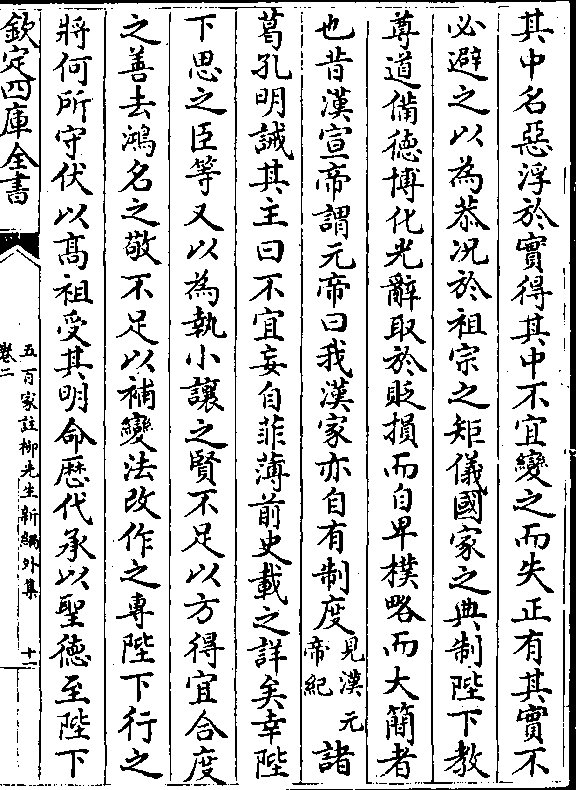 其中名惡浮於實得其中不宜變之而失正有其實不
必避之以為恭况於祖宗之矩儀國家之典制陛下教
尊道備徳博化光辭取於貶損而自卑樸略而大簡者
也昔漢宣帝謂元帝曰我漢家亦自有制度見漢元帝紀諸
葛孔明誡其主曰不宜妄自菲薄前史載之詳矣幸陛
下思之臣等又以為執小讓之賢不足以方得宜合度
之善去鴻名之敬不足以補變法改作之專陛下行之
將何所守伏以髙祖受其明命歴代承以聖徳至陛下
欽定四庫全書
五百家註柳先生新編外集
卷二
十一